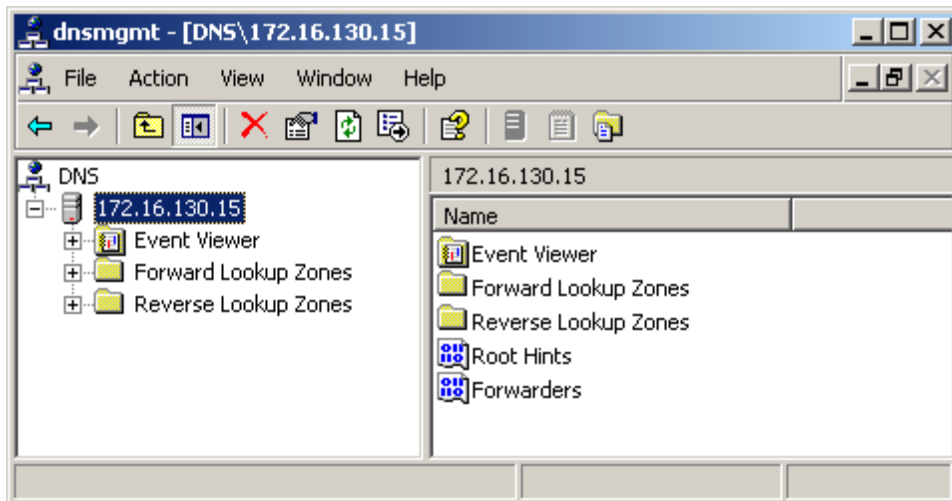 dnsmgmt - [DNS\172.16.130.15]
File Action View Window Help
DNS
172.16.130.15
Event Viewer
Forward Lookup Zones
Reverse Lookup Zones
172.16.130.15
Name
Event Viewer
Forward Lookup Zones
Reverse Lookup Zones
Root Hints
Forwarders